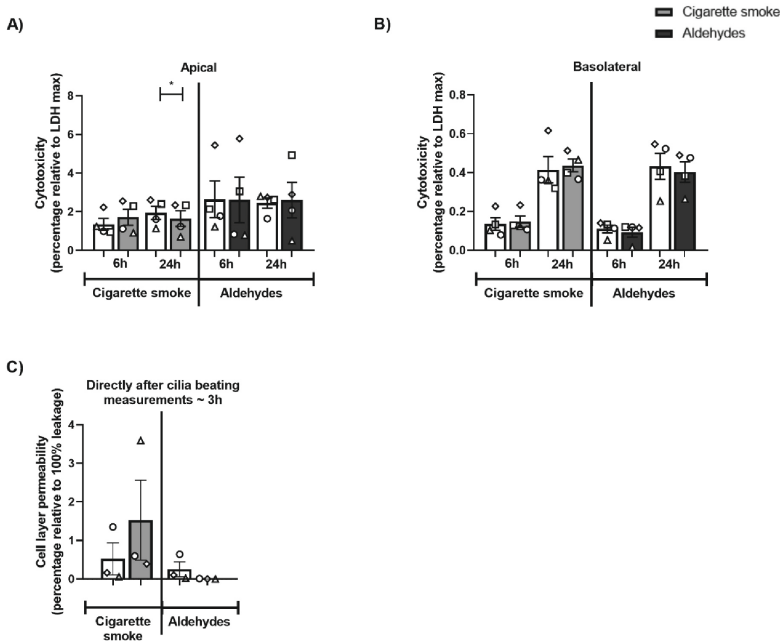 Cigarette smoke
Aldehydes
A)
Apical
Cytotoxicity
(percentage relative to LDH max)
8
6
4
2
0
*
6h
24h
6h
24h
Cigarette smoke
Aldehydes
B)
Basolateral
Cytotoxicity
(percentage relative to LDH max)
0.8
0.6
0.4
0.2
0.0
6h
24h
6h
24h
Cigarette smoke
Aldehydes
C)
Directly after cilia beating
measurements ~ 3h
Cell layer permeability
(percentage relative to 100% leakage)
4
3
2
1
0
Cigarette
smoke
Aldehydes